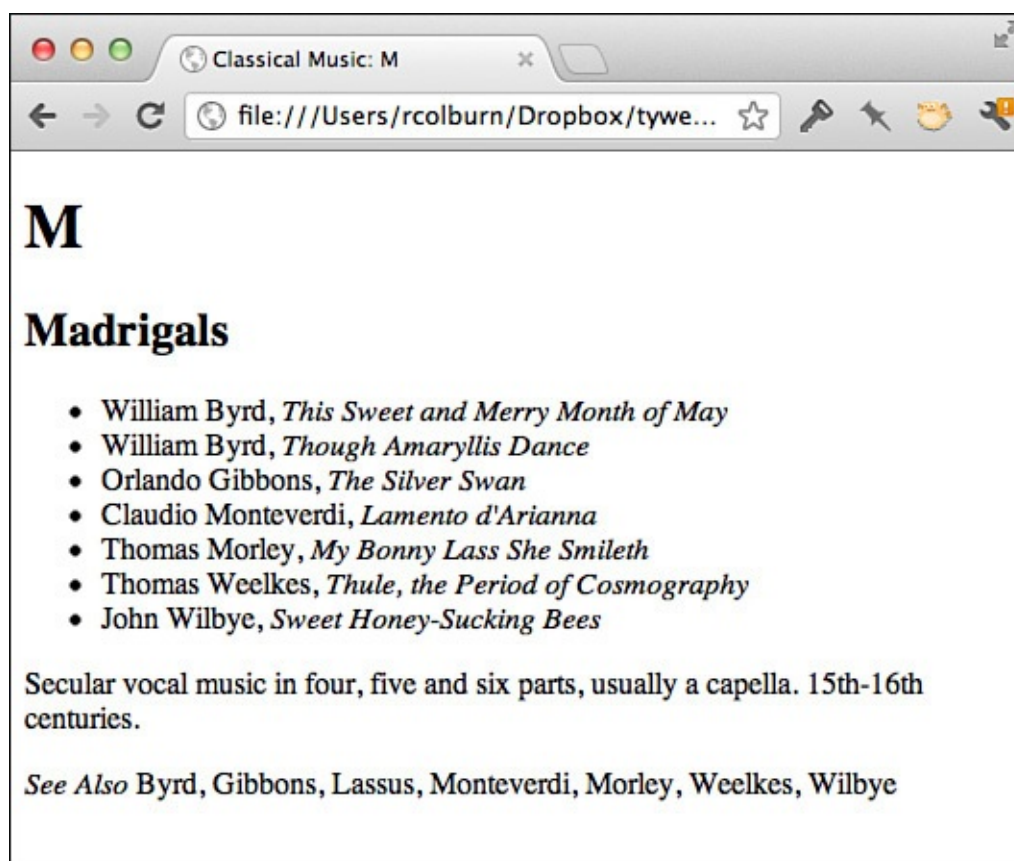 Classical Music: M
file:///Users/rcolburn/Dropbox/tywe...
M
Madrigals
• William Byrd, This Sweet and Merry Month of May
• William Byrd, Though Amaryllis Dance
• Orlando Gibbons, The Silver Swan
• Claudio Monteverdi, Lamento d'Arianna
• Thomas Morley, My Bonny Lass She Smileth
• Thomas Weelkes, Thule, the Period of Cosmography
• John Wilbye, Sweet Honey-Sucking Bees
Secular vocal music in four, five and six parts, usually a capella. 15th-16th
centuries.
See Also Byrd, Gibbons, Lassus, Monteverdi, Morley, Weelkes, Wilbye